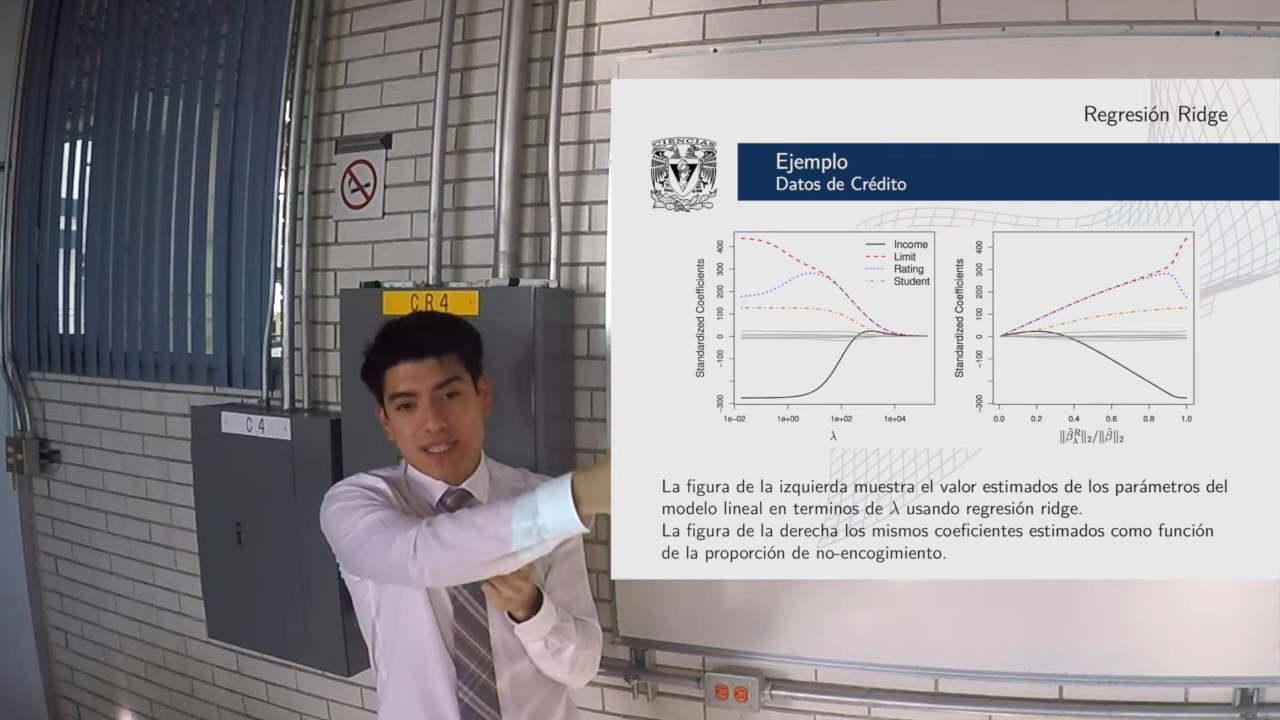 CR4
C 4
Regresión Ridge
CIENCIAS
Ejemplo
Datos de Crédito
Standardized Coefficients
400
300
200
100
0
-100
-300
1e-02 1e+00 1e+02 1e+04
λ
Income
Limit
Rating
Student
Standardized Coefficients
400
300
200
100
0
-100
-300
0.0 0.2 0.4 0.6 0.8 1.0
‖β̂λᴿ‖₂/‖β̂‖₂
La figura de la izquierda muestra el valor estimados de los parámetros del
modelo lineal en terminos de λ usando regresión ridge.
La figura de la derecha los mismos coeficientes estimados como función
de la proporción de no-encogimiento.